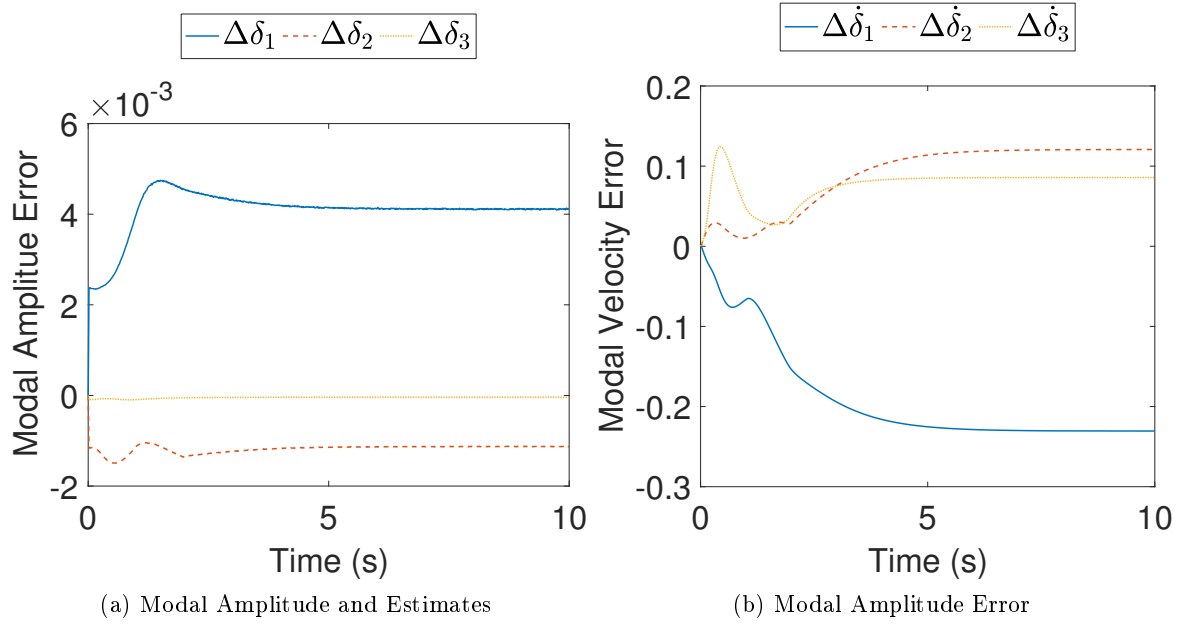 Δδ1 Δδ2 Δδ3
×10-3
6
4
2
0
-2
Modal Amplitue Error
0 5 10
Time (s)
(a) Modal Amplitude and Estimates
Δδ̇1 Δδ̇2 Δδ̇3
0.2
0.1
0
-0.1
-0.2
-0.3
Modal Velocity Error
0 5 10
Time (s)
(b) Modal Amplitude Error